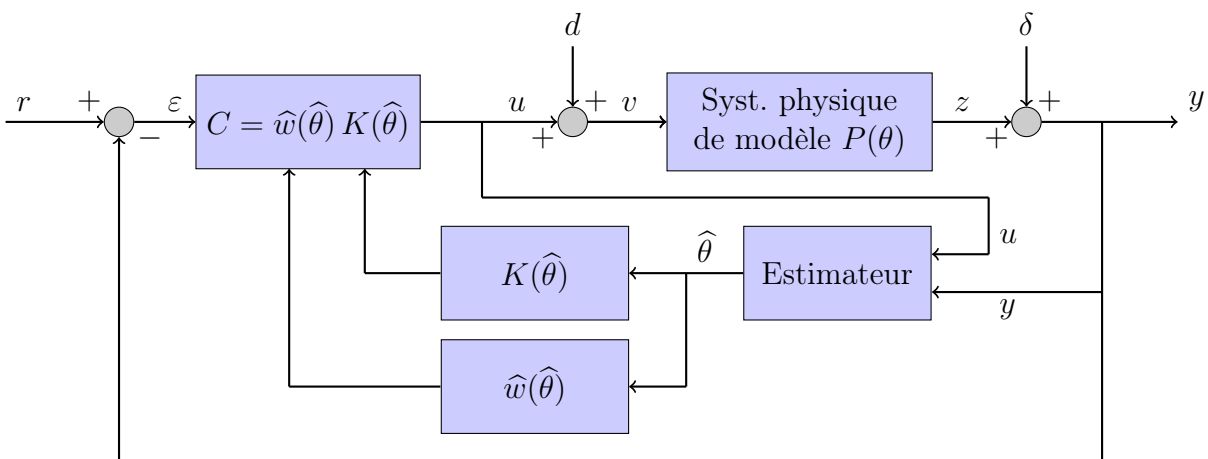 d
δ
r
+
−
ε
C = ŵ(θ̂) K(θ̂)
u
+
+
v
Syst. physique
de modèle P(θ)
z
+
+
y
K(θ̂)
θ̂
Estimateur
u
y
ŵ(θ̂)